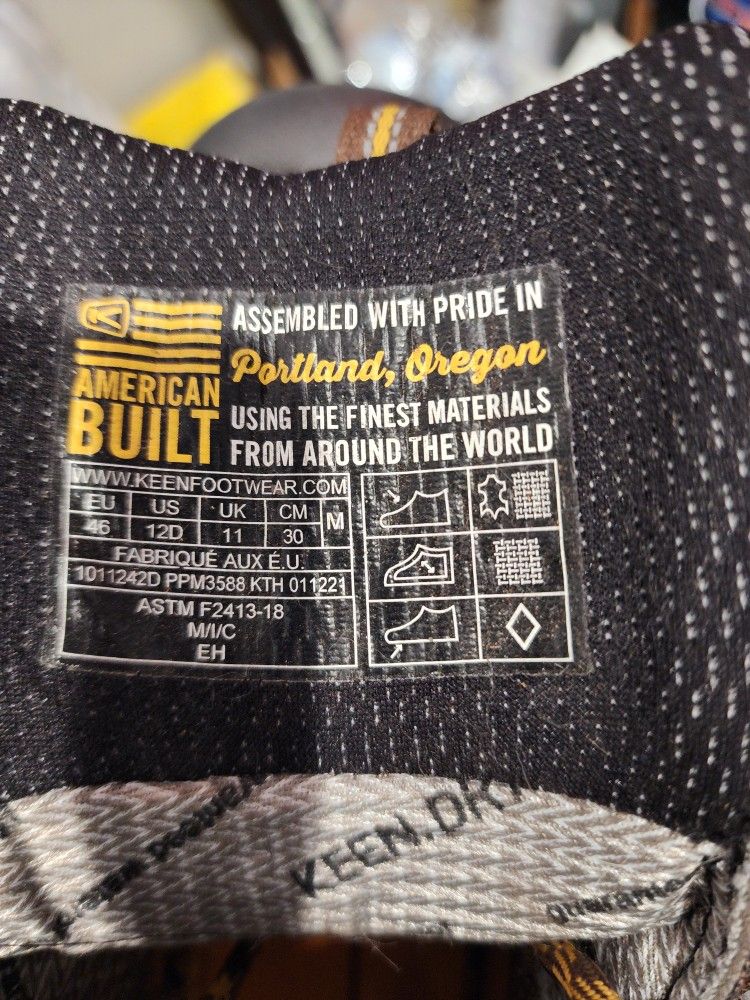 ASSEMBLED WITH PRIDE IN
Portland, Oregon
AMERICAN
BUILT
USING THE FINEST MATERIALS
FROM AROUND THE WORLD
WWW.KEENFOOTWEAR.COM
EU US UK CM M
46 12D 11 30
FABRIQUÉ AUX É.U.
1011242D PPM3588 KTH 011221
ASTM F2413-18
M/I/C
EH
KEEN.DRY